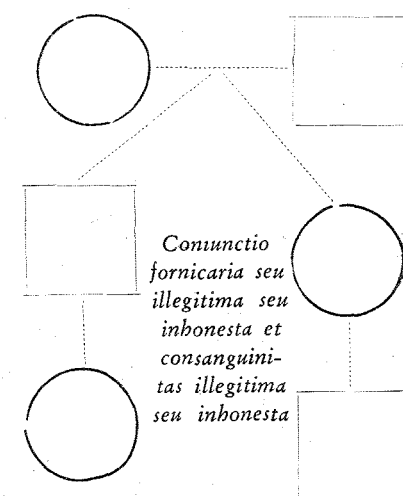 Coniunctio
fornicaria seu
illegitima seu
inhonesta et
consanguini-
tas illegitima
seu inhonesta